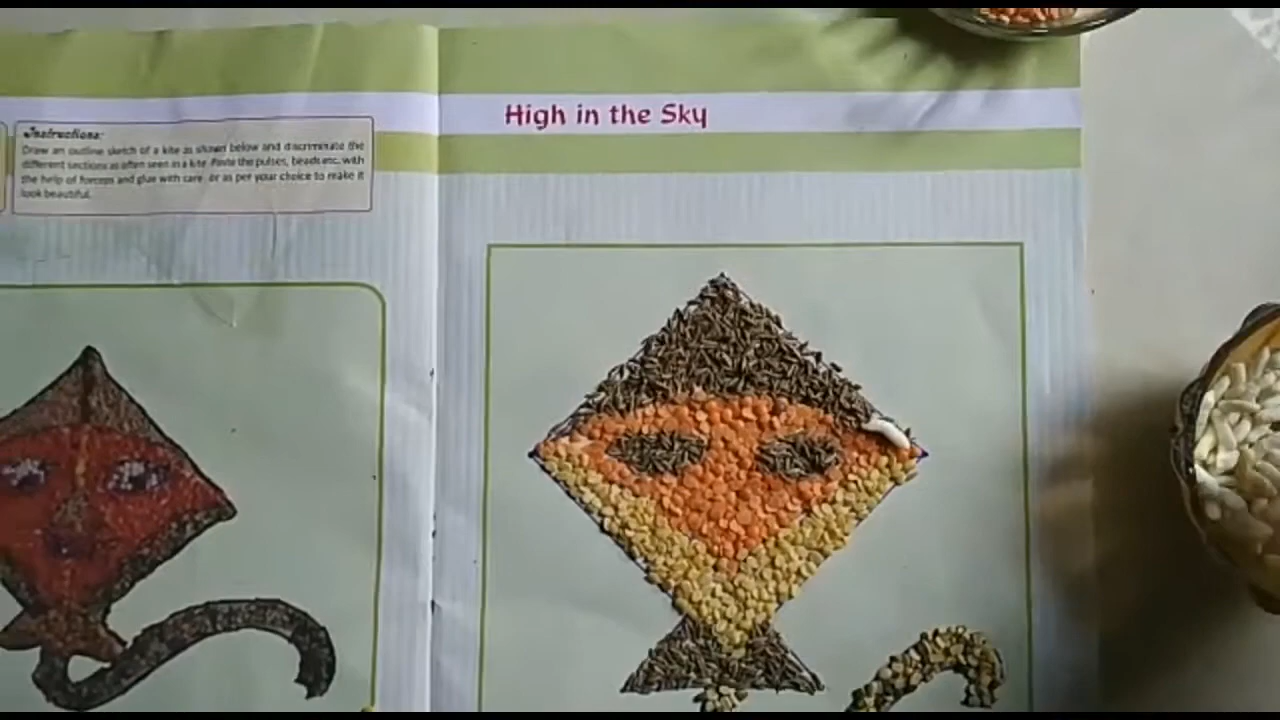 High in the Sky
Instructions:
Draw an outline sketch of a kite as shown below and discriminate the
different sections as often seen in a kite. Paste the pulses, beads etc. with
the help of forceps and glue with care or as per your choice to make it
look beautiful.